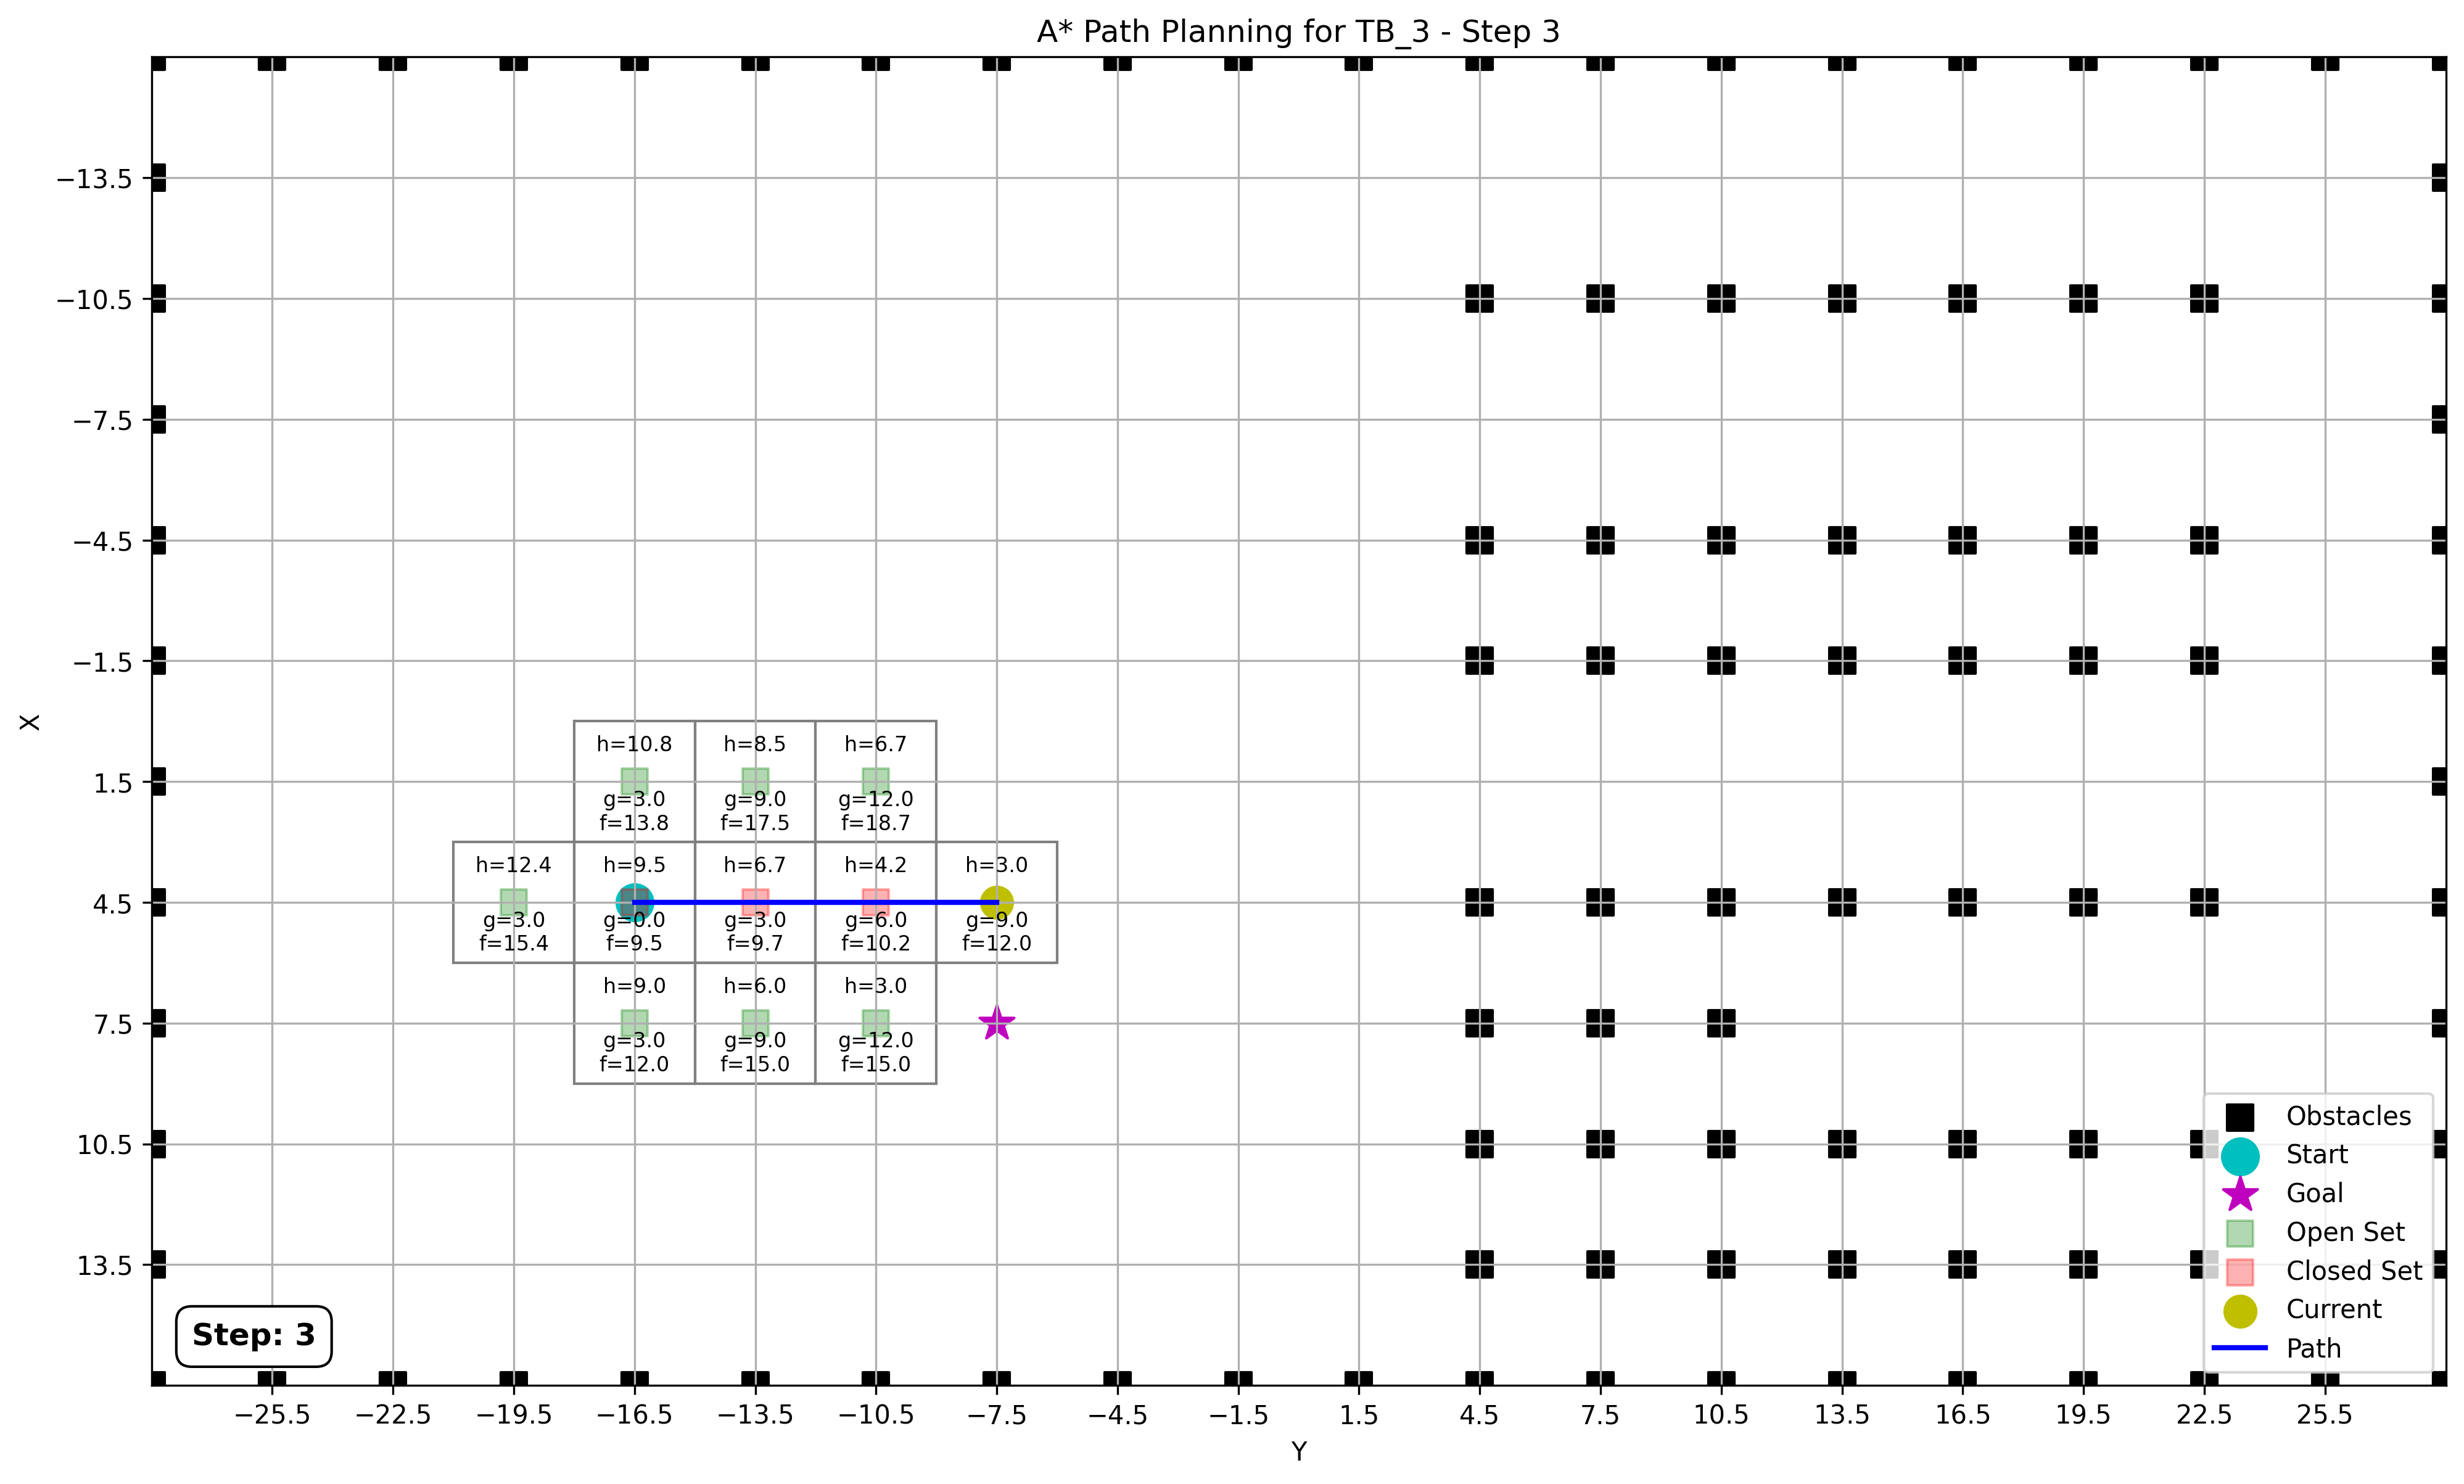 A* Path Planning for TB_3 - Step 3
X
−13.5
−10.5
−7.5
−4.5
−1.5
1.5
4.5
7.5
10.5
13.5
h=10.8
g=3.0
f=13.8
h=8.5
g=9.0
f=17.5
h=6.7
g=12.0
f=18.7
h=12.4
g=3.0
f=15.4
h=9.5
g=0.0
f=9.5
h=6.7
g=3.0
f=9.7
h=4.2
g=6.0
f=10.2
h=3.0
g=9.0
f=12.0
h=9.0
g=3.0
f=12.0
h=6.0
g=9.0
f=15.0
h=3.0
g=12.0
f=15.0
Obstacles
Start
Goal
Open Set
Closed Set
Current
Path
Step: 3
−25.5 −22.5 −19.5 −16.5 −13.5 −10.5 −7.5 −4.5 −1.5 1.5 4.5 7.5 10.5 13.5 16.5 19.5 22.5 25.5
Y